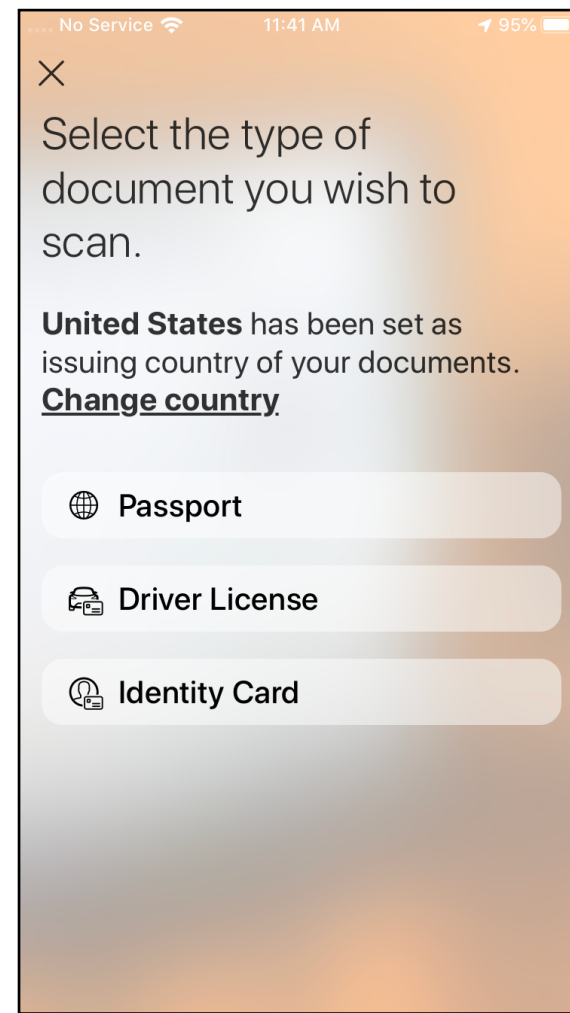 No Service 11:41 AM 95%
Select the type of
document you wish to
scan.
United States has been set as
issuing country of your documents.
Change country
Passport
Driver License
Identity Card